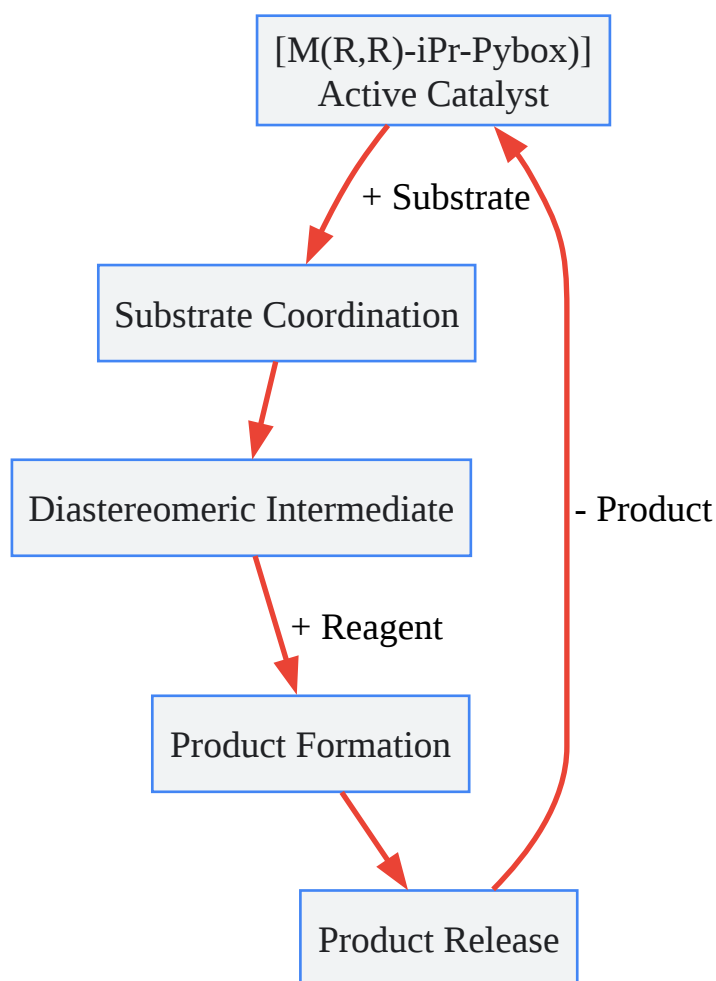 [M(R,R)-iPr-Pybox)]
Active Catalyst
+ Substrate
Substrate Coordination
Diastereomeric Intermediate
- Product
+ Reagent
Product Formation
Product Release